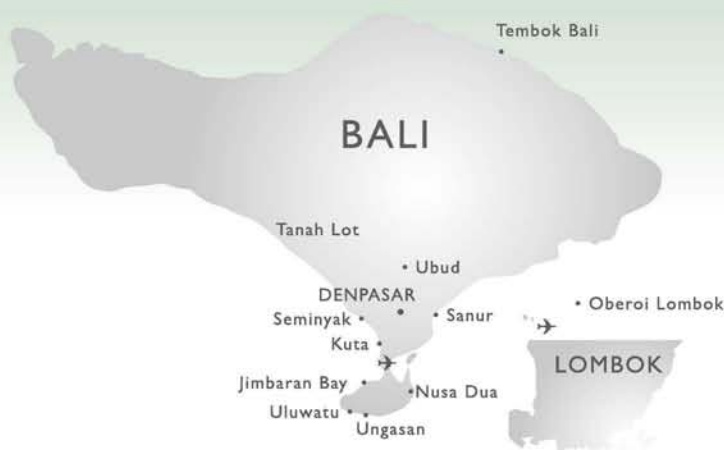 Tembok Bali
BALI
Tanah Lot
Ubud
DENPASAR
Oberoi Lombok
Seminyak
Sanur
Kuta
LOMBOK
Jimbaran Bay
Nusa Dua
Uluwatu
Ungasan